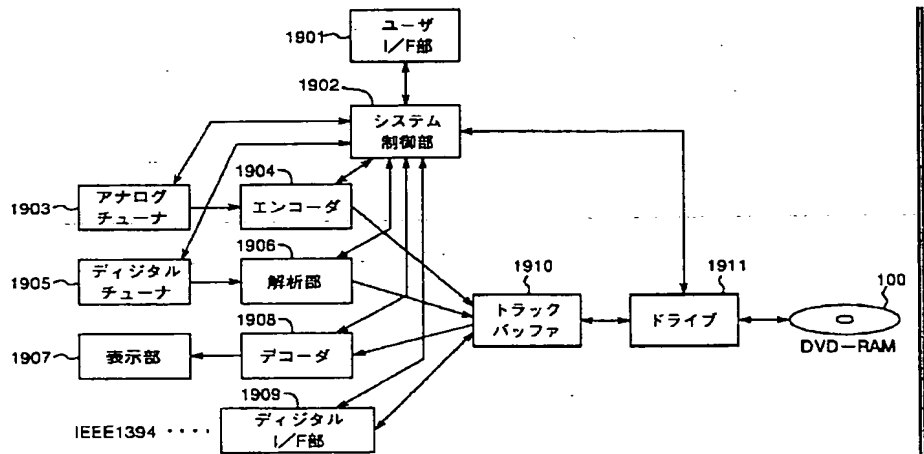 1901
ユーザ
I/F部
1902
システム
制御部
1903
アナログ
チューナ
1904
エンコーダ
1905
ディジタル
チューナ
1906
解析部
1907
表示部
1908
デコーダ
1909
ディジタル
I/F部
IEEE1394 ····
1910
トラック
バッファ
1911
ドライブ
100
DVD-RAM